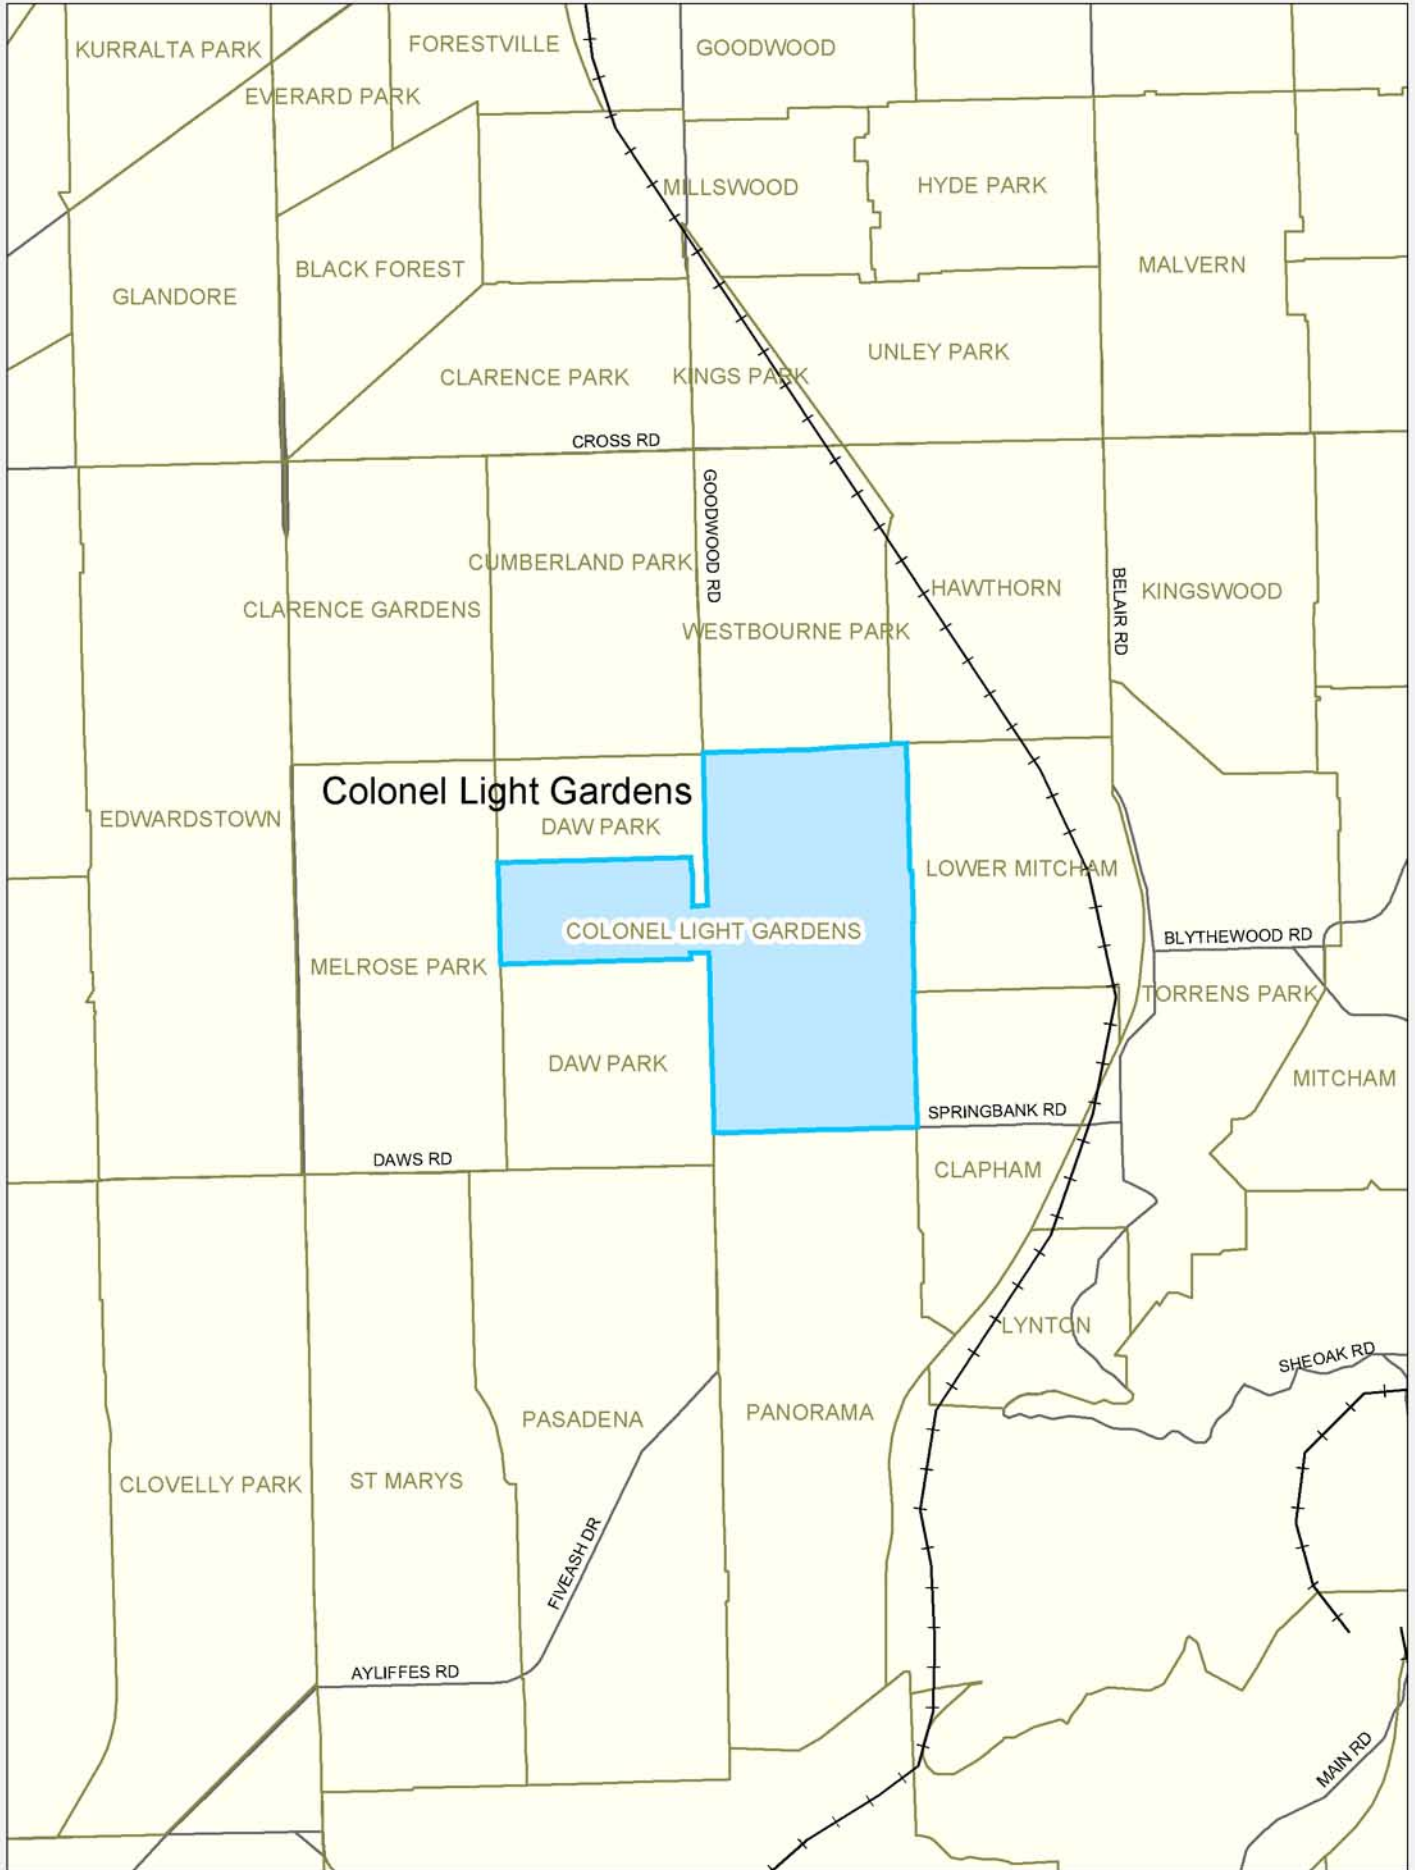 KURRALTA PARK
FORESTVILLE
GOODWOOD
EVERARD PARK
MILLSWOOD
HYDE PARK
BLACK FOREST
MALVERN
GLANDORE
UNLEY PARK
CLARENCE PARK
KINGS PARK
CROSS RD
GOODWOOD RD
CUMBERLAND PARK
CLARENCE GARDENS
WESTBOURNE PARK
HAWTHORN
BELAIR RD
KINGSWOOD
Colonel Light Gardens
EDWARDSTOWN
DAW PARK
LOWER MITCHAM
COLONEL LIGHT GARDENS
BLYTHEWOOD RD
MELROSE PARK
TORRENS PARK
DAW PARK
MITCHAM
SPRINGBANK RD
DAWS RD
CLAPHAM
LYNTON
SHEOAK RD
PASADENA
PANORAMA
CLOVELLY PARK
ST MARYS
FIVEASH DR
AYLIFFES RD
MAIN RD